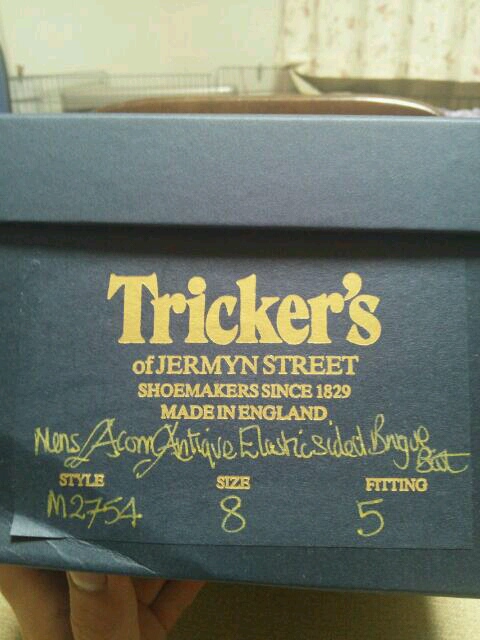 Tricker's
of JERMYN STREET
SHOEMAKERS SINCE 1829
MADE IN ENGLAND
Mens Acorn Antique Elastic sided Brogue Boot
STYLE SIZE FITTING
M2754 8 5